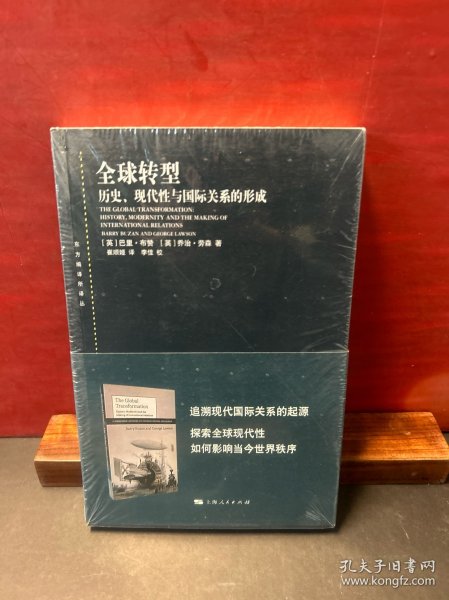 全球转型
历史，现代性与国际关系的形成
THE GLOBAL TRANSFORMATION:
HISTORY, MODERNITY AND THE MAKING OF
INTERNATIONAL RELATIONS
BARRY BUZAN AND GEORGE LAWSON
［英］巴里·布赞 ［英］乔治·劳森 著
崔顺姬 译 李佳 校
东方编译所译丛
The Global
Transformation
Barry Buzan and George Lawson
追溯现代国际关系的起源
探索全球现代性
如何影响当今世界秩序
上海人民出版社
孔夫子旧书网
www.kongfz.com